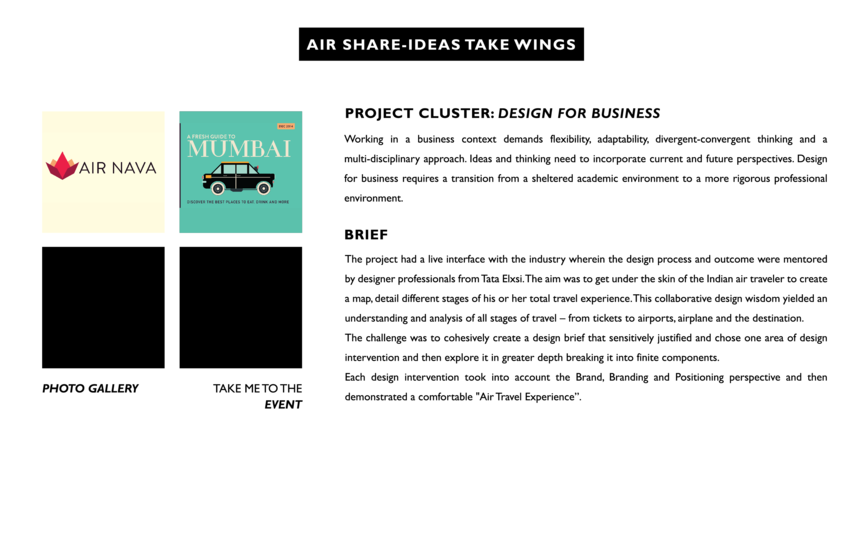 AIR SHARE-IDEAS TAKE WINGS
AIR NAVA
A FRESH GUIDE TO
MUMBAI
DISCOVER THE BEST PLACES TO EAT, DRINK AND MORE
PHOTO GALLERY
TAKE ME TO THE
EVENT
PROJECT CLUSTER: DESIGN FOR BUSINESS
Working in a business context demands flexibility, adaptability, divergent-convergent thinking and a
multi-disciplinary approach. Ideas and thinking need to incorporate current and future perspectives. Design
for business requires a transition from a sheltered academic environment to a more rigorous professional
environment.
BRIEF
The project had a live interface with the industry wherein the design process and outcome were mentored
by designer professionals from Tata Elxsi. The aim was to get under the skin of the Indian air traveler to create
a map, detail different stages of his or her total travel experience. This collaborative design wisdom yielded an
understanding and analysis of all stages of travel – from tickets to airports, airplane and the destination.
The challenge was to cohesively create a design brief that sensitively justified and chose one area of design
intervention and then explore it in greater depth breaking it into finite components.
Each design intervention took into account the Brand, Branding and Positioning perspective and then
demonstrated a comfortable "Air Travel Experience”.